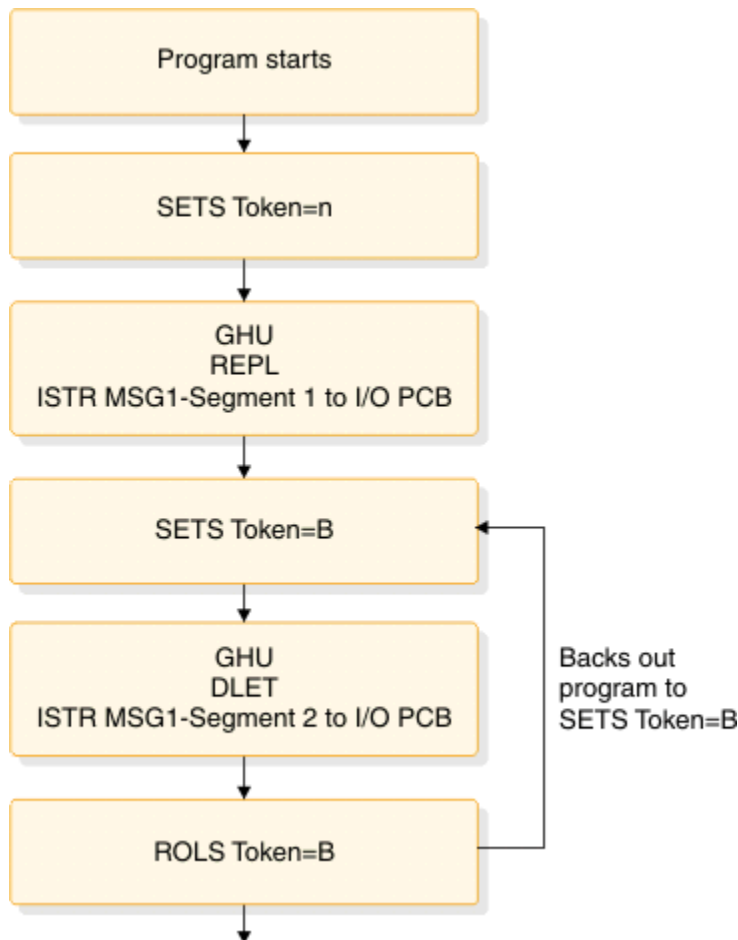 Program starts
SETS Token=n
GHU
REPL
ISTR MSG1-Segment 1 to I/O PCB
SETS Token=B
GHU
DLET
ISTR MSG1-Segment 2 to I/O PCB
Backs out
program to
SETS Token=B
ROLS Token=B